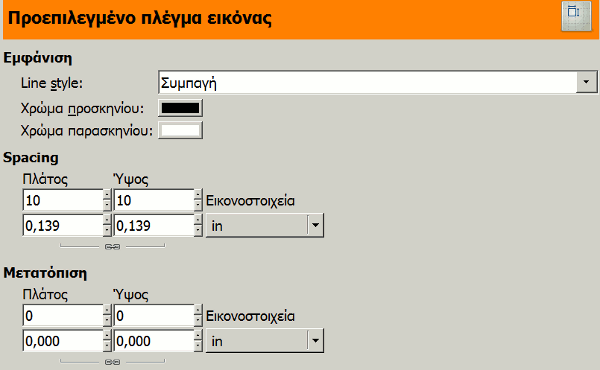 Προεπιλεγμένο πλέγμα εικόνας
Εμφάνιση
Line style: Συμπαγή
Χρώμα προσκηνίου:
Χρώμα παρασκηνίου:
Spacing
Πλάτος Ύψος
10 10 Εικονοστοιχεία
0,139 0,139 in
Μετατόπιση
Πλάτος Ύψος
0 0 Εικονοστοιχεία
0,000 0,000 in